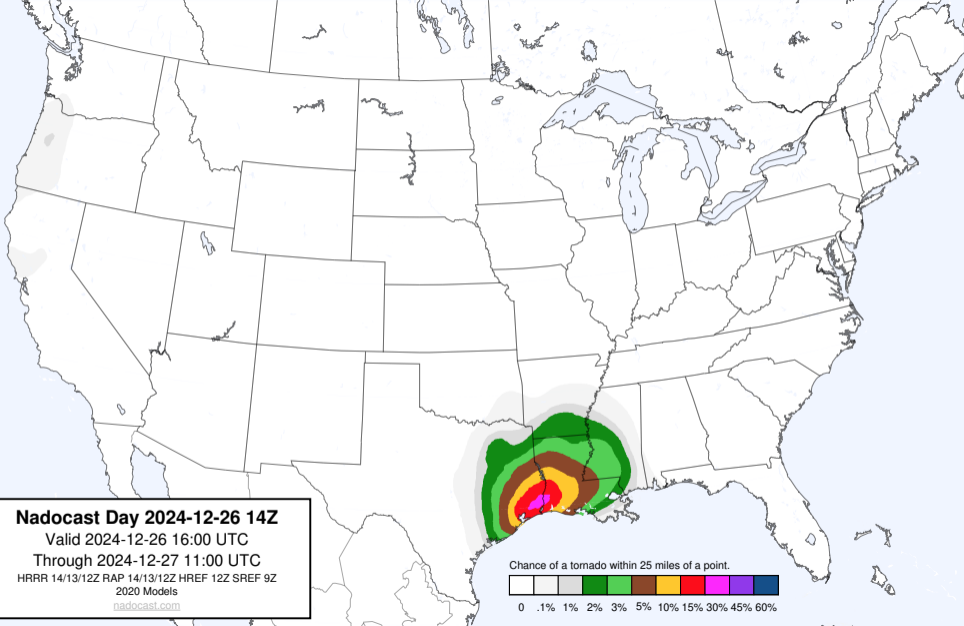 Nadocast Day 2024-12-26 14Z
Valid 2024-12-26 16:00 UTC
Through 2024-12-27 11:00 UTC
HRRR 14/13/12Z RAP 14/13/12Z HREF 12Z SREF 9Z
2020 Models
nadocast.com
Chance of a tornado within 25 miles of a point.
0 .1% 1% 2% 3% 5% 10% 15% 30% 45% 60%